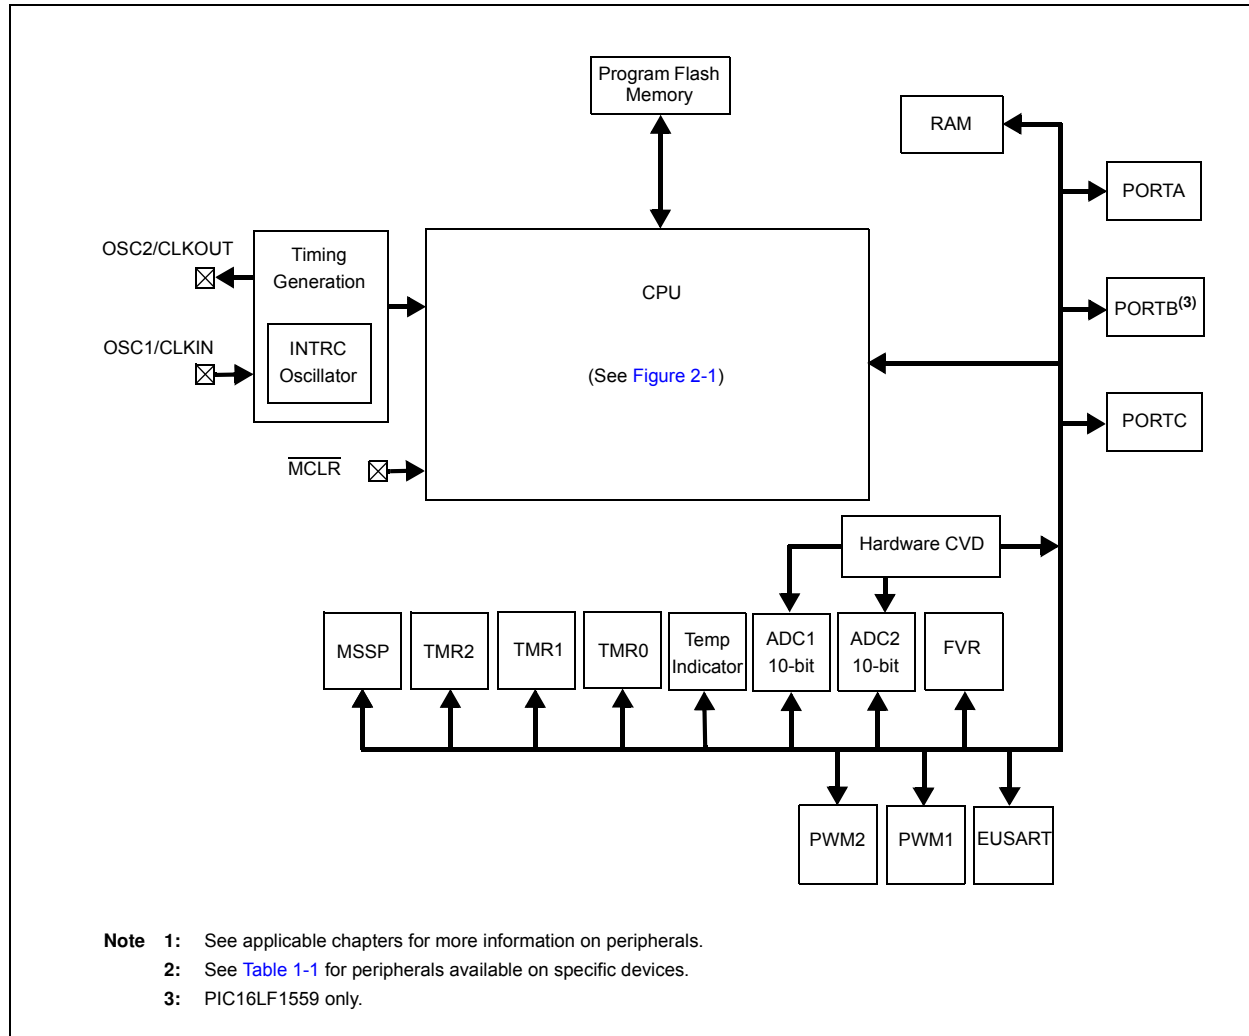 Program Flash
Memory
RAM
PORTA
OSC2/CLKOUT
Timing
Generation
CPU
PORTB(3)
OSC1/CLKIN
INTRC
Oscillator
(See Figure 2-1)
PORTC
MCLR
Hardware CVD
MSSP
TMR2
TMR1
TMR0
Temp
Indicator
ADC1
10-bit
ADC2
10-bit
FVR
PWM2
PWM1
EUSART
Note 1: See applicable chapters for more information on peripherals.
2: See Table 1-1 for peripherals available on specific devices.
3: PIC16LF1559 only.